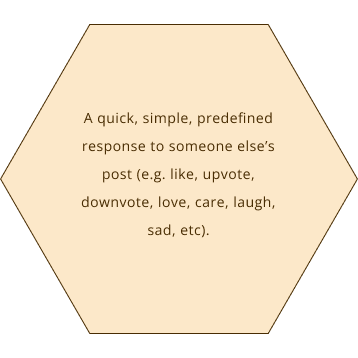 A quick, simple, predefined
response to someone else’s
post (e.g. like, upvote,
downvote, love, care, laugh,
sad, etc).